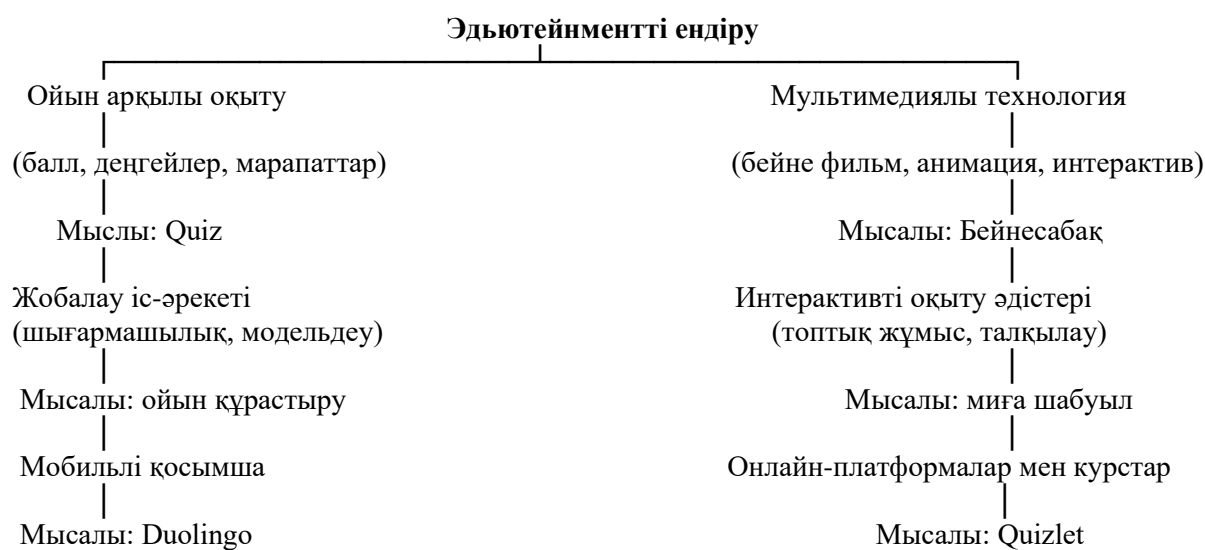 Эдьютейнментті ендіру
Ойын арқылы оқыту
Мультимедиялы технология
(балл, деңгейлер, марапаттар)
(бейне фильм, анимация, интерактив)
Мыслы: Quiz
Мысалы: Бейнесабақ
Жобалау іс-әрекеті
Интерактивті оқыту әдістері
(шығармашылық, модельдеу)
(топтық жұмыс, талқылау)
Мысалы: ойын құрастыру
Мысалы: миға шабуыл
Мобильлі қосымша
Онлайн-платформалар мен курстар
Мысалы: Duolingo
Мысалы: Quizlet